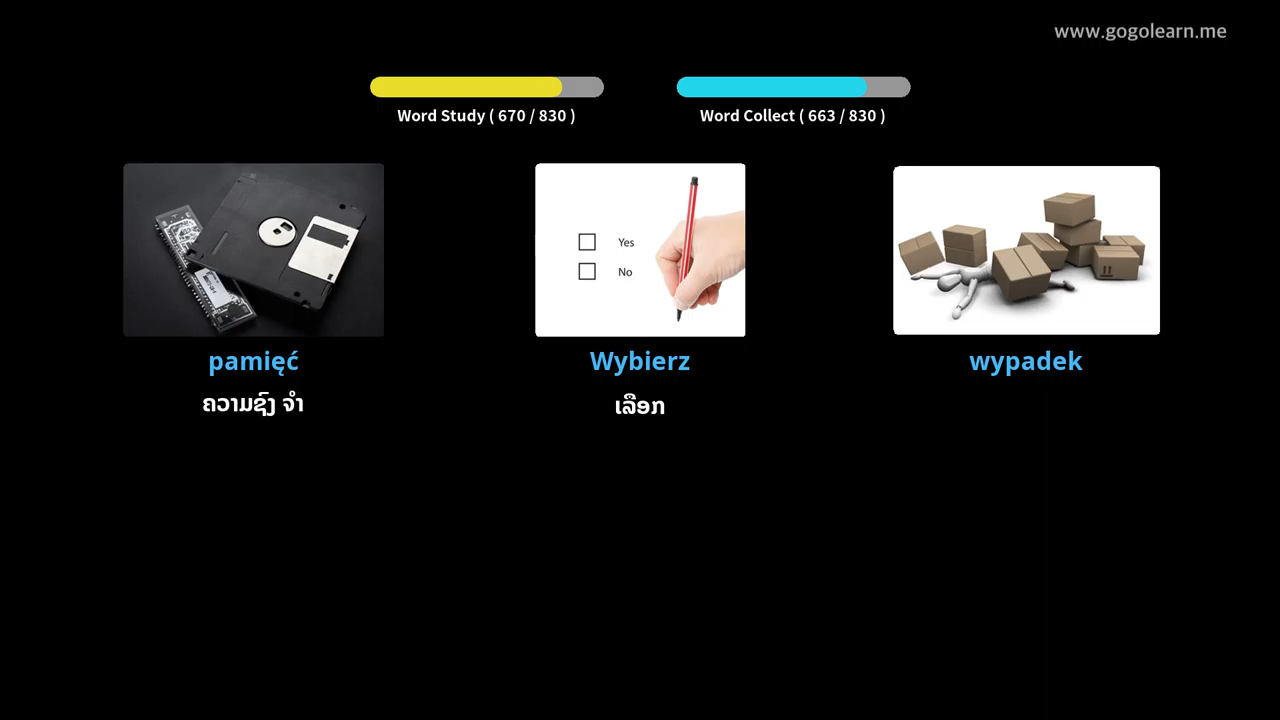 www.gogolearn.me
Word Study ( 670 / 830 )
Word Collect ( 663 / 830 )
Yes
No
pamięć
Wybierz
wypadek
ຄວາມຊົງ ຈຳ
ເລືອກ